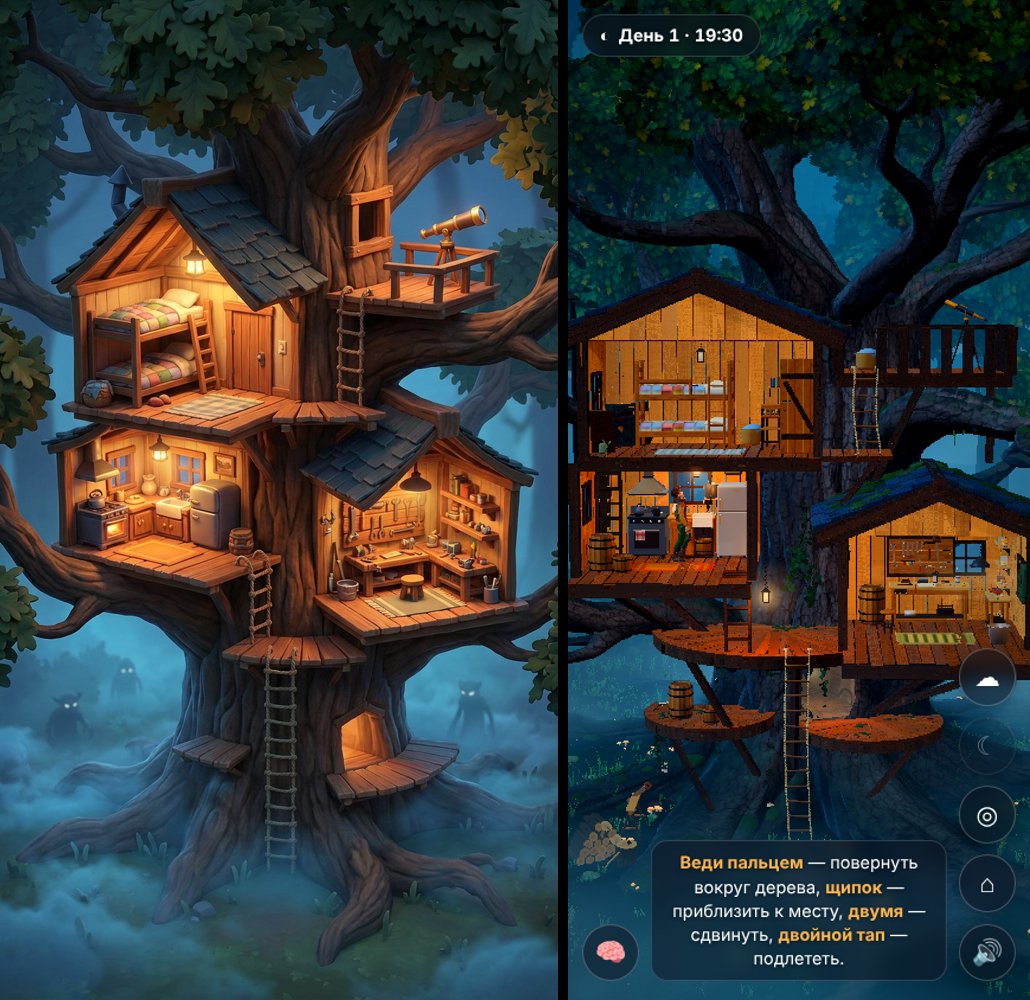 День 1 · 19:30
Веди пальцем — повернуть
вокруг дерева, щипок —
приблизить к месту, двумя —
сдвинуть, двойной тап —
подлететь.